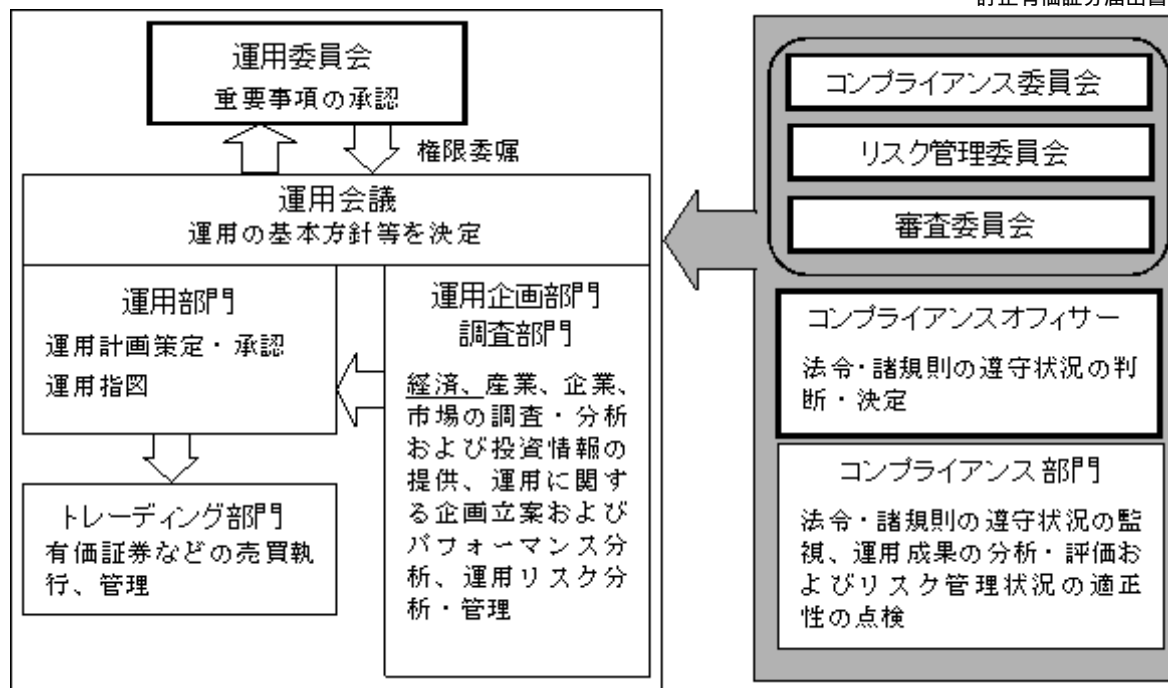 訂正有価証券届出書
運用委員会
重要事項の承認
権限委嘱
運用会議
運用の基本方針等を決定
運用部門
運用計画策定・承認
運用指図
運用企画部門
調査部門
経済、産業、企業、
市場の調査・分析
および投資情報の
提供、運用に関す
る企画立案および
パフォーマンス分
析、運用リスク分
析・管理
トレーディング部門
有価証券などの売買執
行、管理
コンプライアンス委員会
リスク管理委員会
審査委員会
コンプライアンスオフィサー
法令・諸規則の遵守状況の判
断・決定
コンプライアンス部門
法令・諸規則の遵守状況の監
視、運用成果の分析・評価お
よびリスク管理状況の適正
性の点検